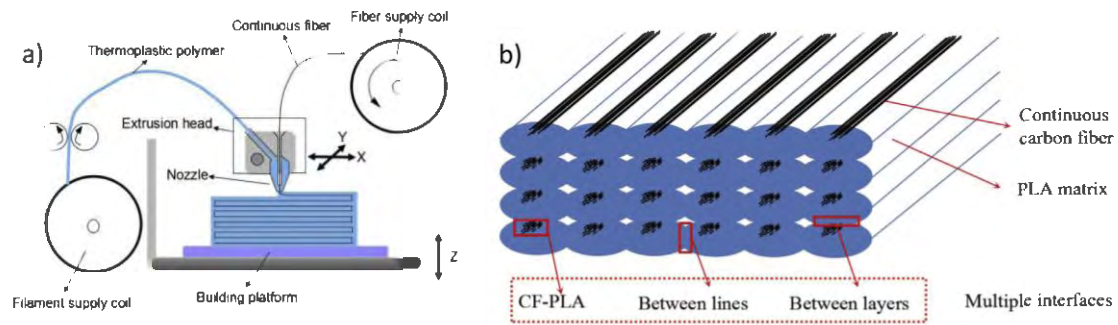 a)
Continuous fiber
Fiber supply coil
Thermoplastic polymer
Extrusion head
Y
X
Nozzle
Z
Filament supply coil
Building platform
b)
Continuous
carbon fiber
PLA matrix
CF-PLA
Between lines
Between layers
Multiple interfaces